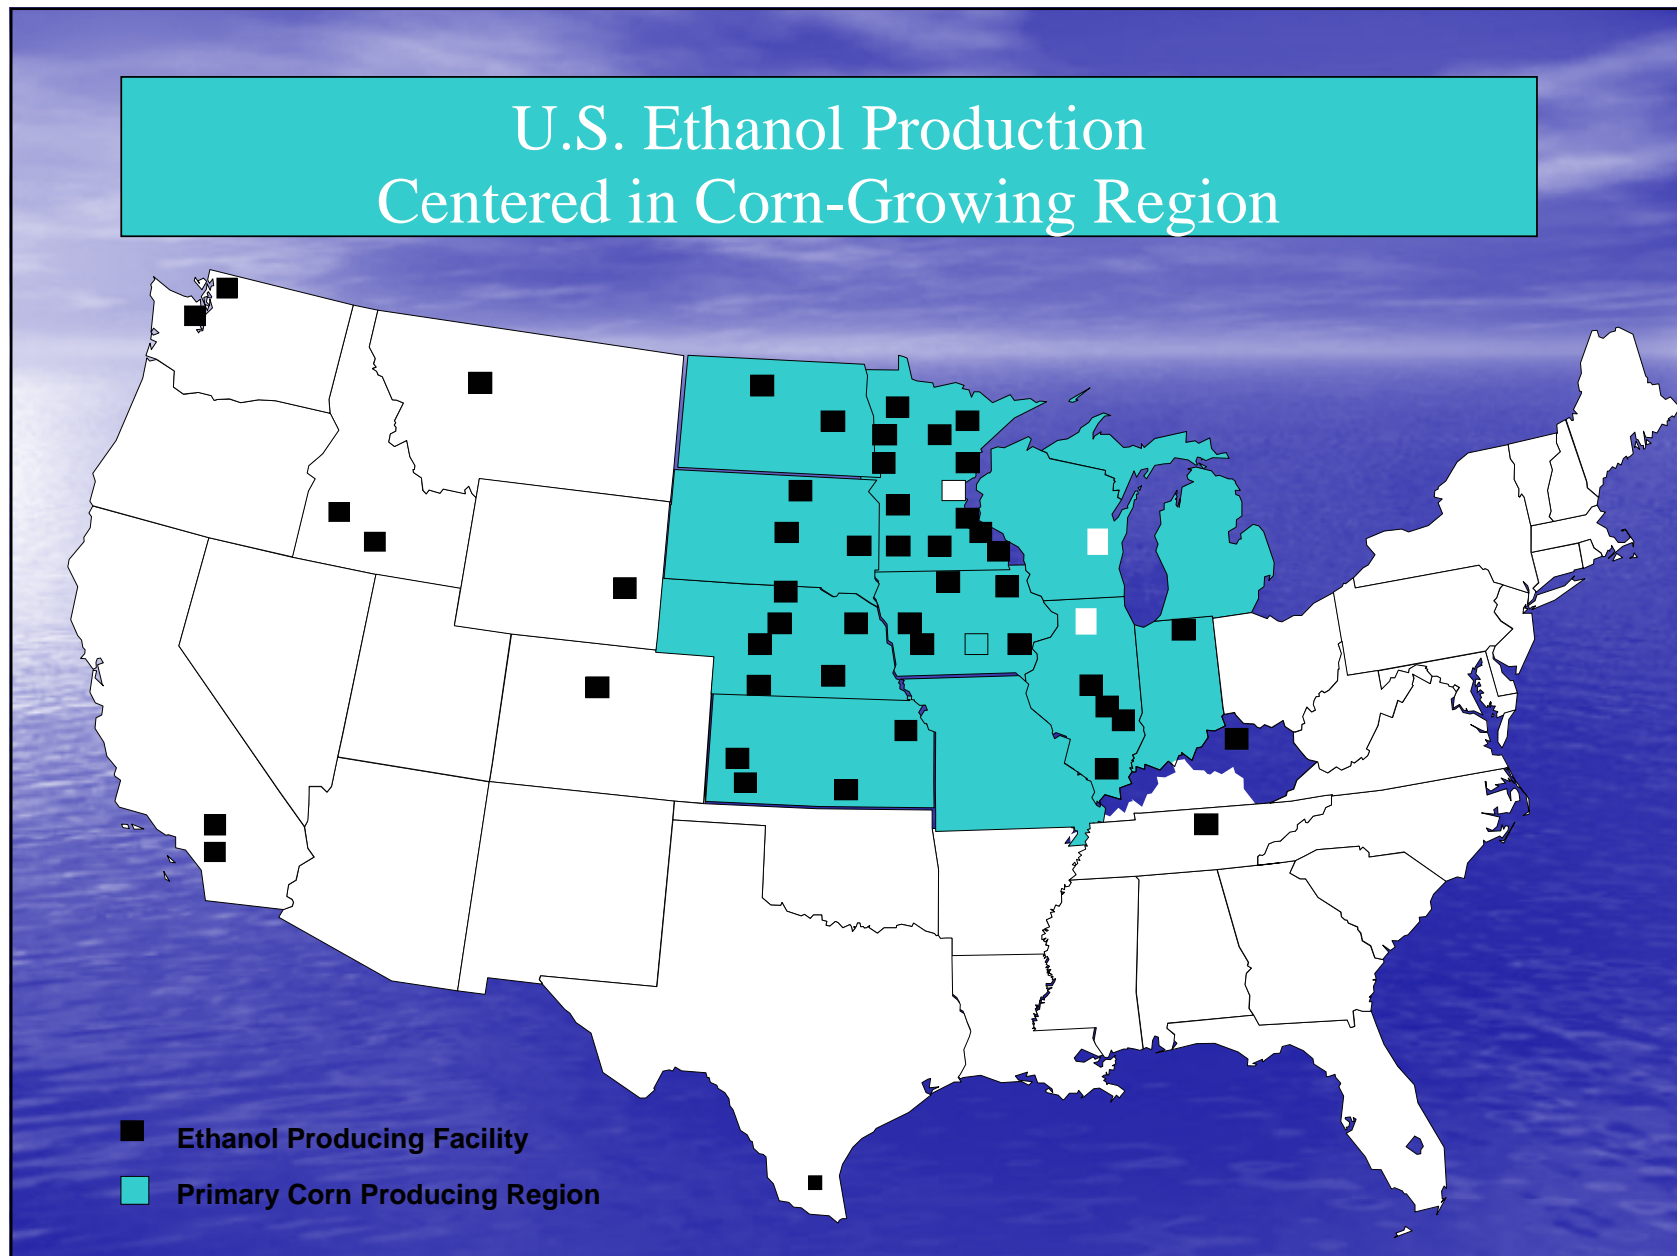 U.S. Ethanol Production
Centered in Corn-Growing Region
Ethanol Producing Facility
Primary Corn Producing Region